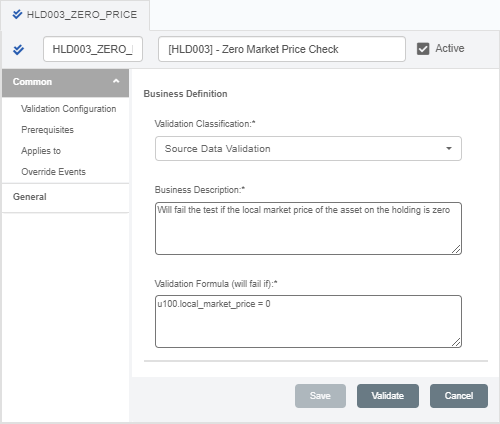 HLD003_ZERO_PRICE
HLD003_ZERO_
[HLD003] - Zero Market Price Check
Active
Common
Validation Configuration
Prerequisites
Applies to
Override Events
General
Business Definition
Validation Classification:*
Source Data Validation
Business Description:*
Will fail the test if the local market price of the asset on the holding is zero
Validation Formula (will fail if):*
u100.local_market_price = 0
Save
Validate
Cancel